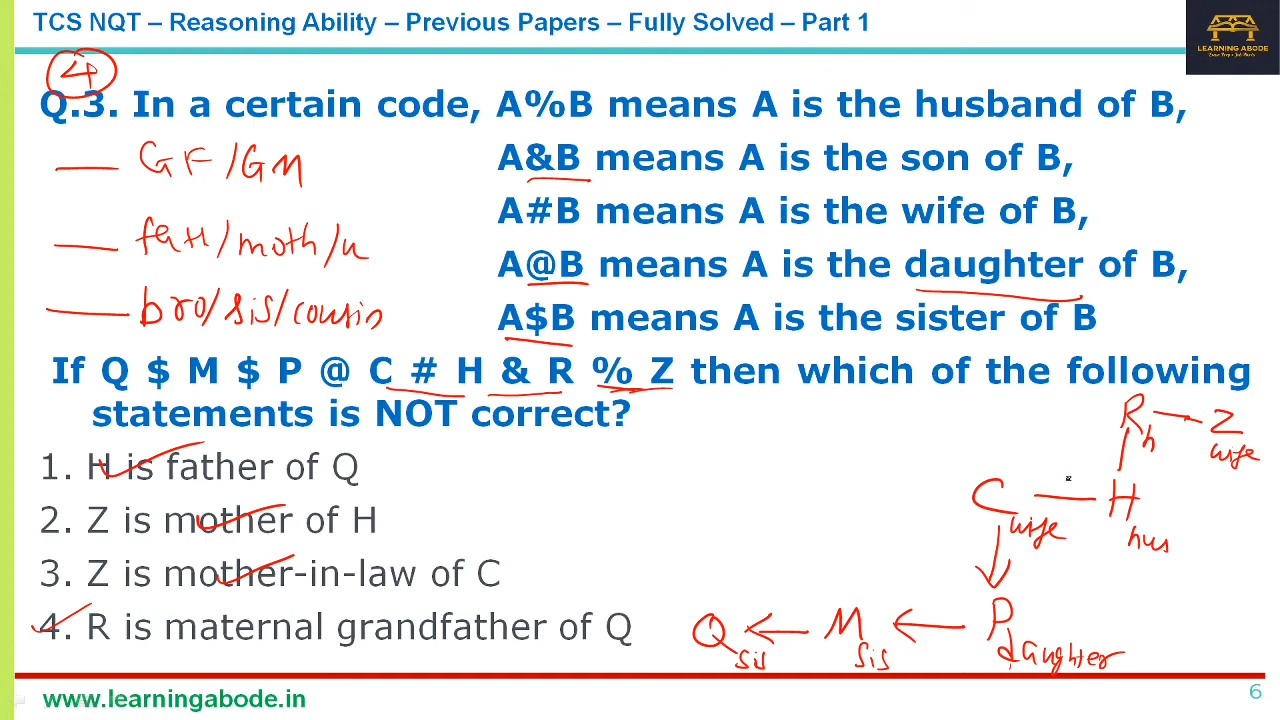 TCS NQT – Reasoning Ability – Previous Papers – Fully Solved – Part 1
LEARNING ABODE
4
Q.3. In a certain code, A%B means A is the husband of B,
GF/GM
A&B means A is the son of B,
A#B means A is the wife of B,
fath/moth/u
A@B means A is the daughter of B,
bro/sis/cousin
A$B means A is the sister of B
If Q $ M $ P @ C # H & R % Z then which of the following
statements is NOT correct?
R Z
h wife
1. H is father of Q
C H
wife hus
2. Z is mother of H
3. Z is mother-in-law of C
4. R is maternal grandfather of Q
Q M P
sis sis daughter
www.learningabode.in
6